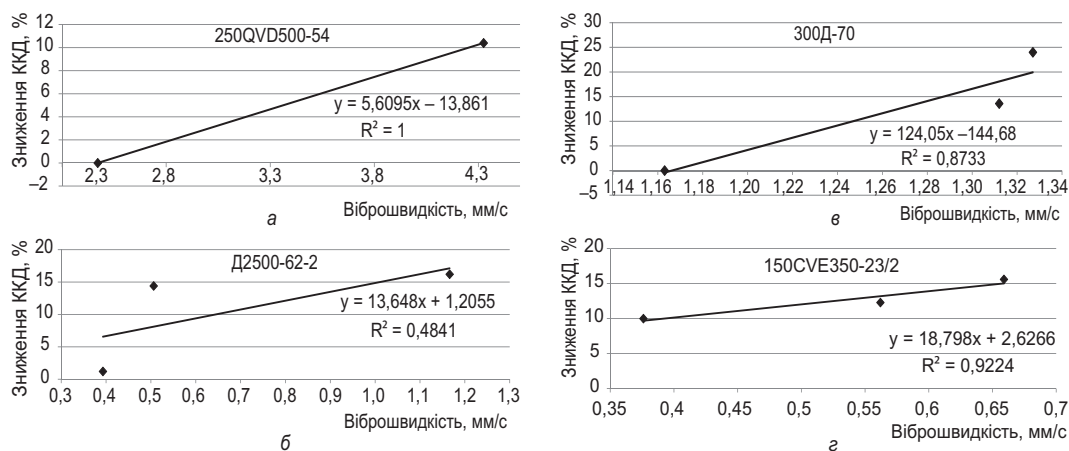 250QVD500-54
Зниження ККД, %
12
10
8
6
4
2
0
–2
y = 5,6095x – 13,861
R² = 1
2,3 2,8 3,3 3,8 4,3
Віброшвидкість, мм/с
а
300Д-70
Зниження ККД, %
30
25
20
15
10
5
0
–5
y = 124,05x –144,68
R² = 0,8733
1,14 1,16 1,18 1,20 1,22 1,24 1,26 1,28 1,30 1,32 1,34
Віброшвидкість, мм/с
в
Д2500-62-2
Зниження ККД, %
20
15
10
5
0
y = 13,648x + 1,2055
R² = 0,4841
0,3 0,4 0,5 0,6 0,7 0,8 0,9 1,0 1,1 1,2 1,3
Віброшвидкість, мм/с
б
150CVE350-23/2
Зниження ККД, %
20
15
10
5
0
y = 18,798x + 2,6266
R² = 0,9224
0,35 0,4 0,45 0,5 0,55 0,6 0,65 0,7
Віброшвидкість, мм/с
г